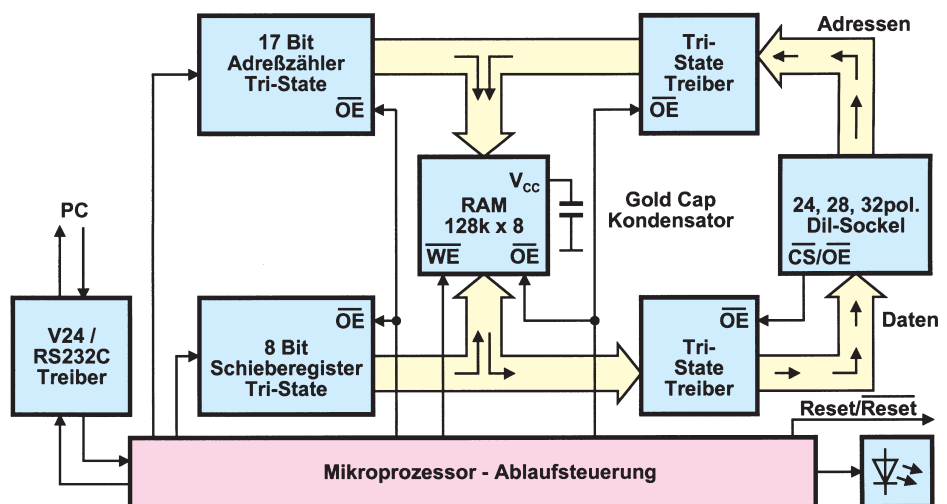 17 Bit
Adreßzähler
Tri-State
OE
Tri-
State
Treiber
OE
Adressen
PC
VCC
RAM
128k x 8
WE OE
Gold Cap
Kondensator
24, 28, 32pol.
Dil-Sockel
CS/OE
V24 /
RS232C
Treiber
OE
8 Bit
Schieberegister
Tri-State
OE
Tri-
State
Treiber
Daten
Reset/Reset
Mikroprozessor - Ablaufsteuerung